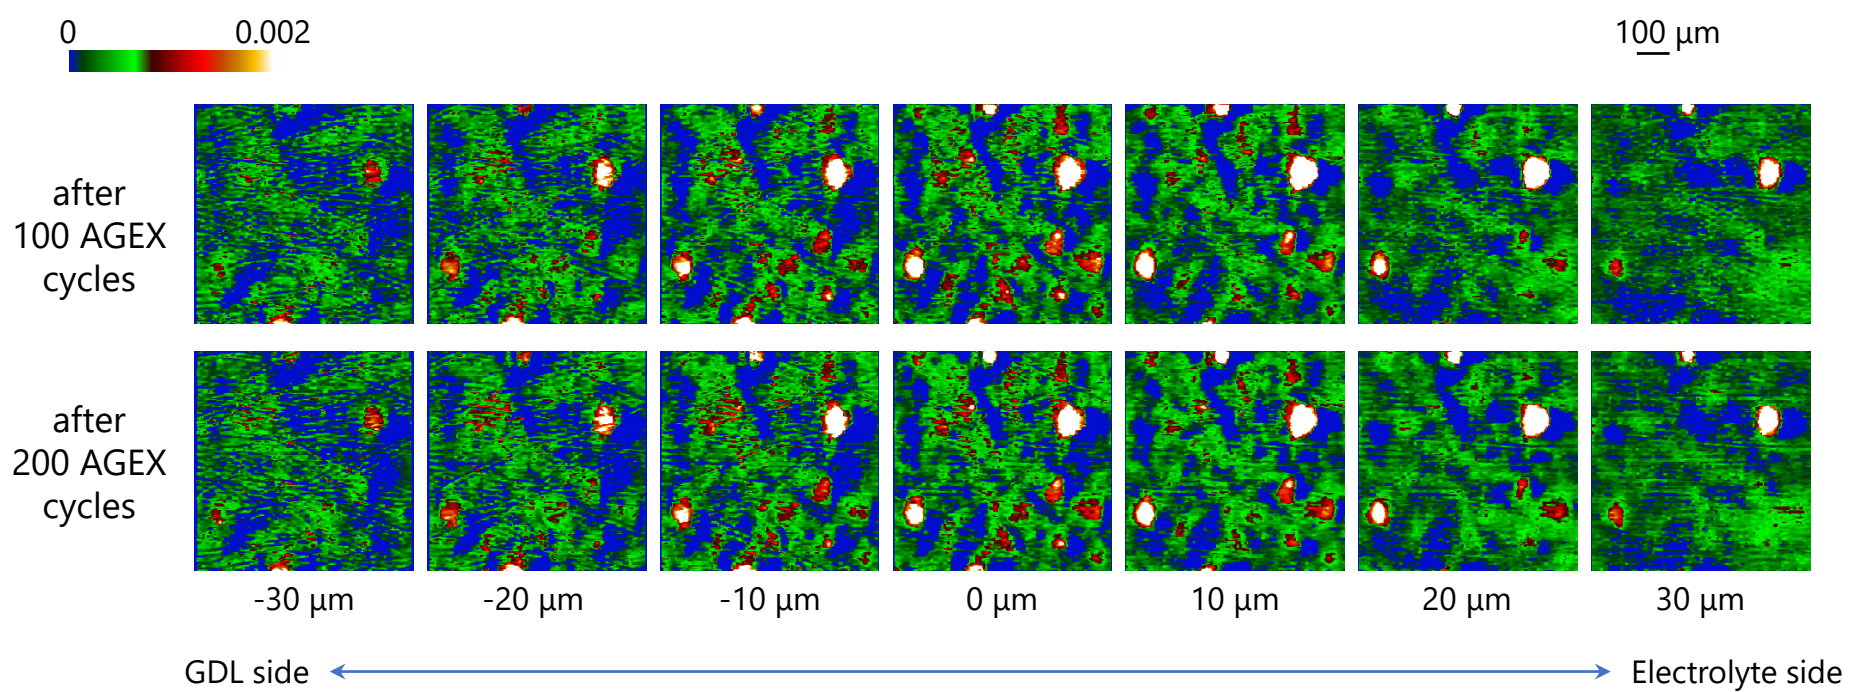 0 0.002
100 μm
after
100 AGEX
cycles
after
200 AGEX
cycles
-30 μm -20 μm -10 μm 0 μm 10 μm 20 μm 30 μm
GDL side Electrolyte side